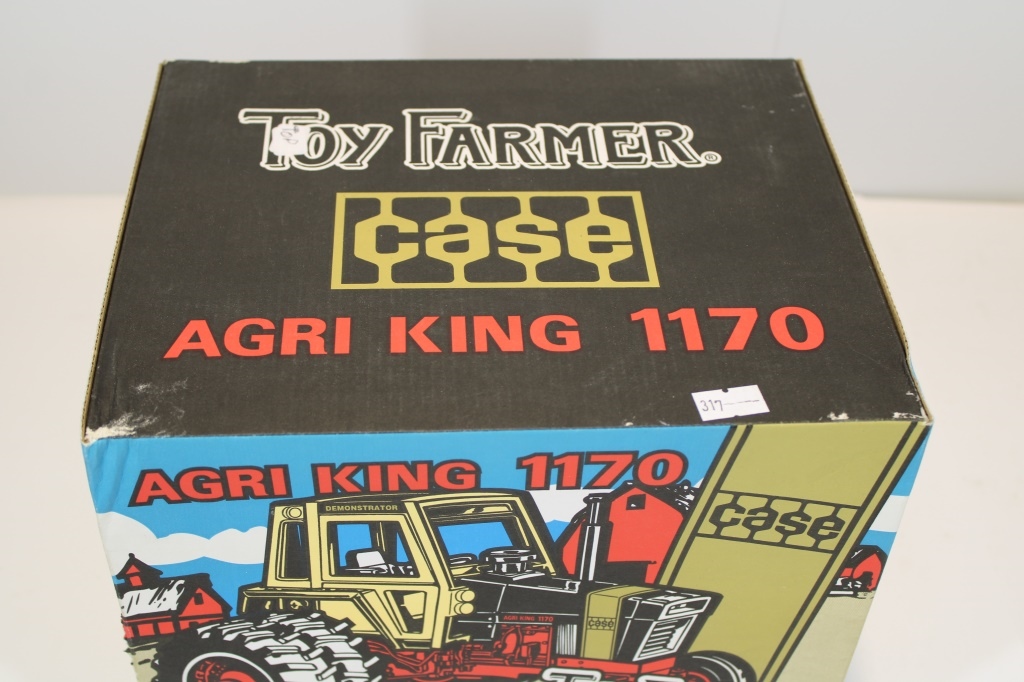 TOY FARMER®
case
AGRI KING 1170
317
AGRI KING 1170
DEMONSTRATOR
case
AGRI KING 1170
case